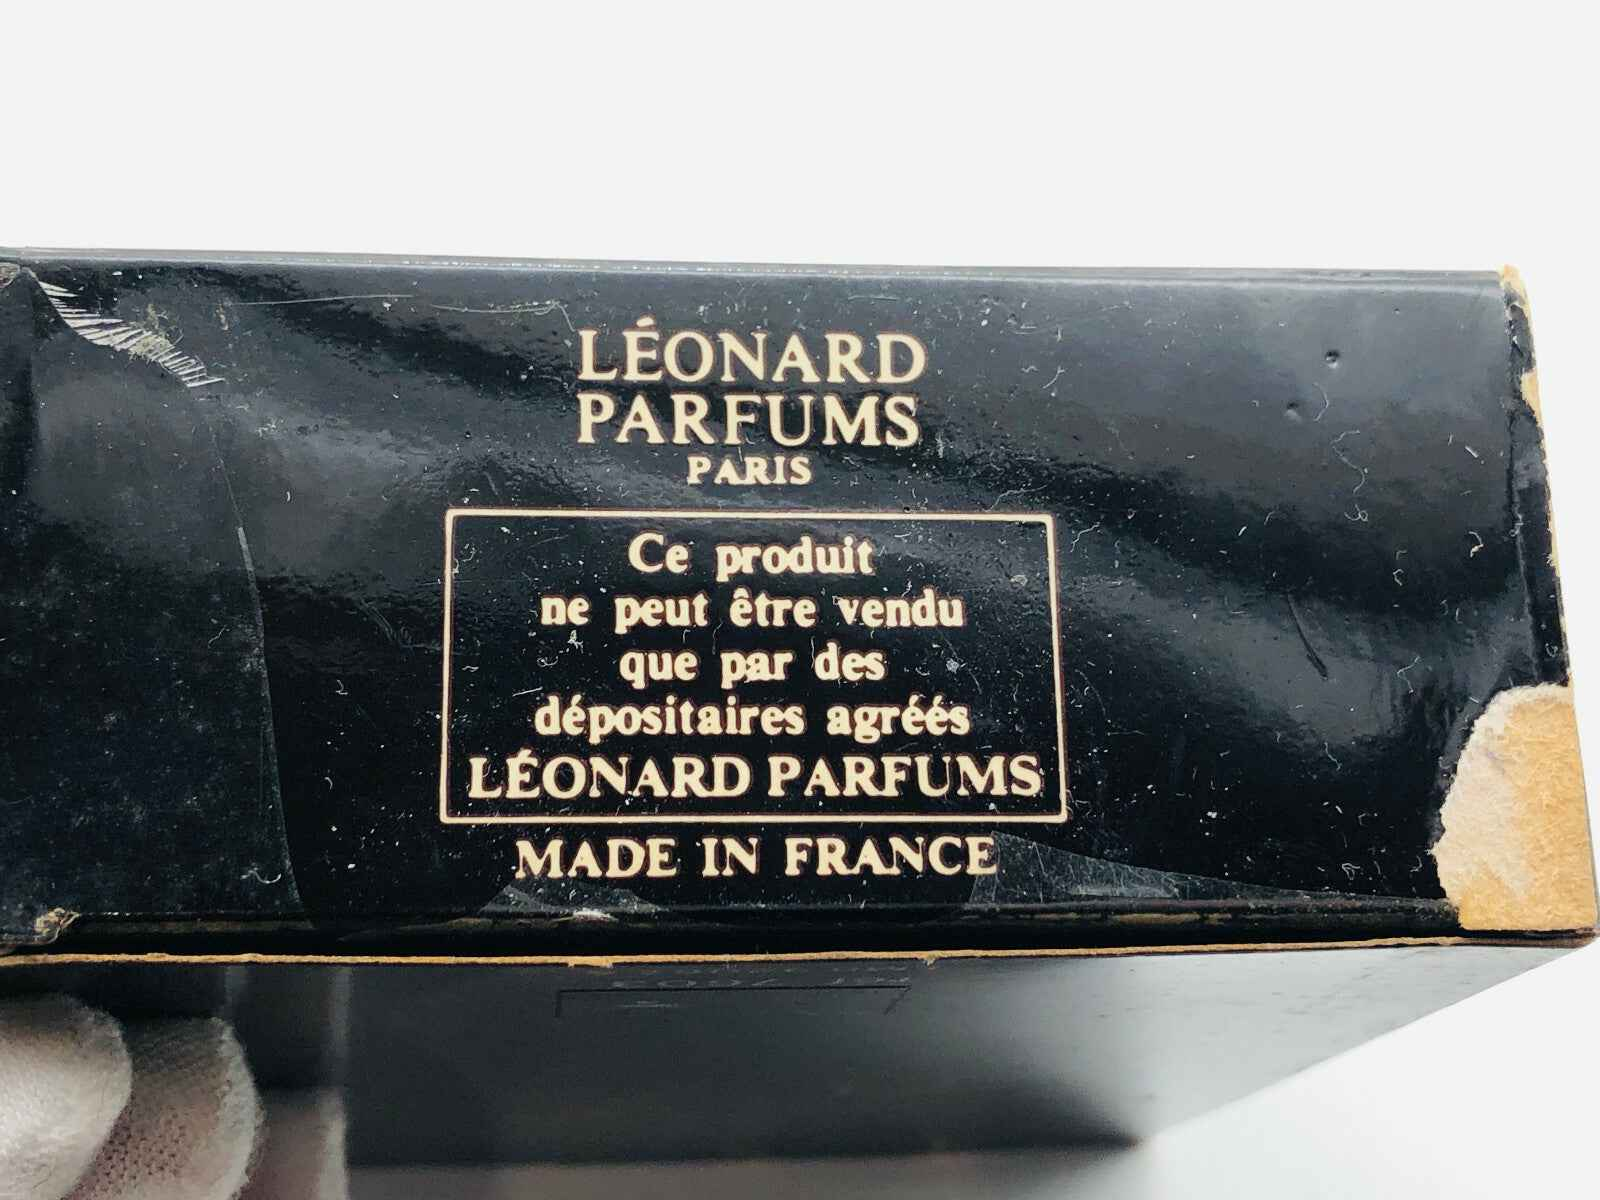 LÉONARD
PARFUMS
PARIS
Ce produit
ne peut être vendu
que par des
dépositaires agréés
LÉONARD PARFUMS
MADE IN FRANCE